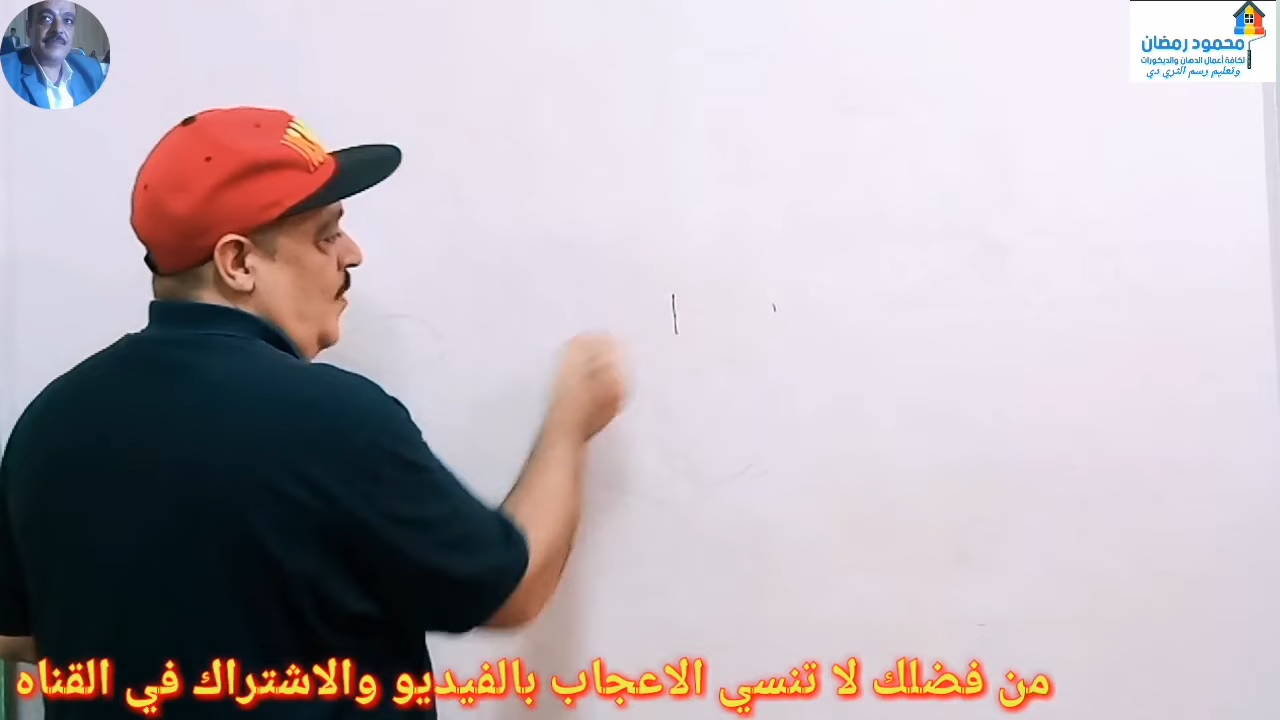 محمود رمضان
لكافة أعمال الدهان والديكورات
وتعليم رسم الثري دي
من فضلك لا تنسي الاعجاب بالفيديو والاشتراك في القناه